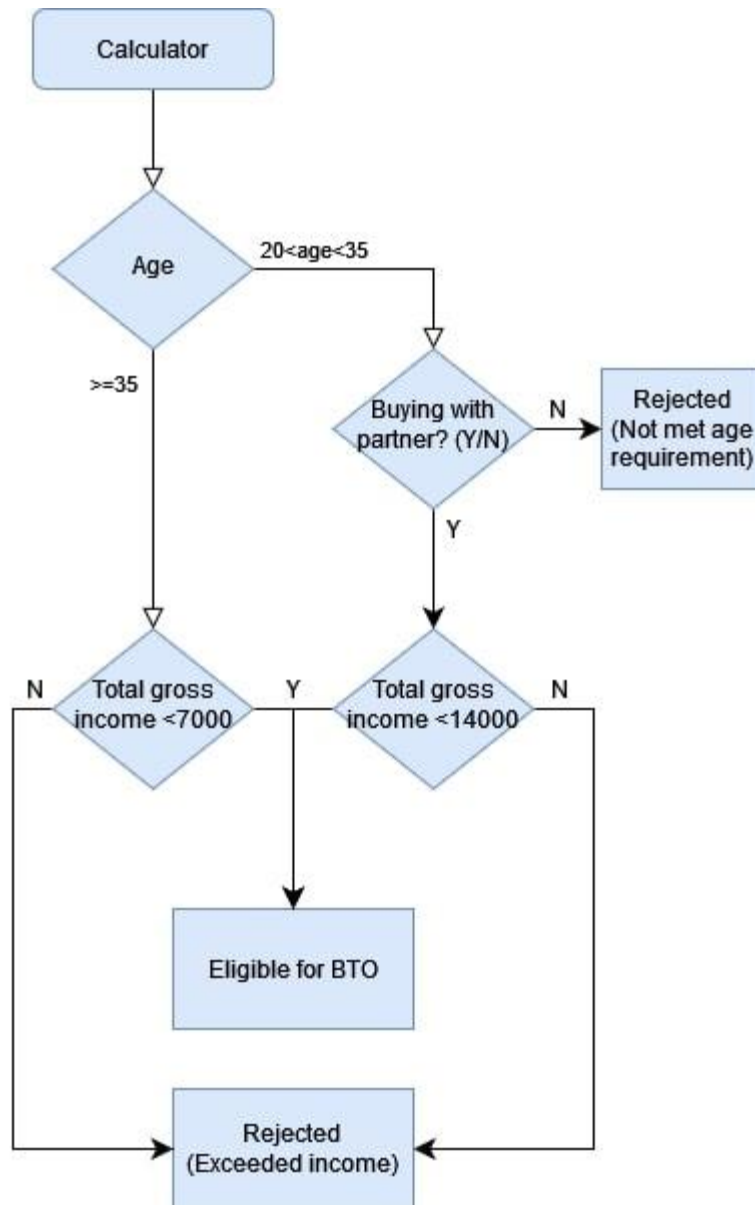 Calculator
Age
20<age<35
>=35
Buying with
partner? (Y/N)
N
Rejected
(Not met age
requirement)
Y
N
Total gross
income <7000
Y
Total gross
income <14000
N
Eligible for BTO
Rejected
(Exceeded income)